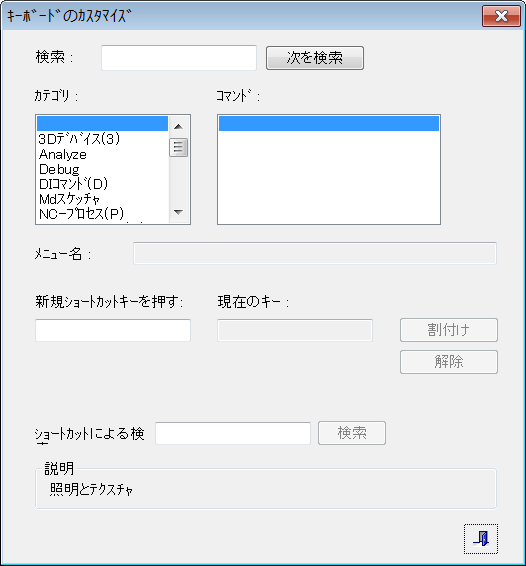 ｷｰﾎﾞｰﾄﾞのｶｽﾀﾏｲｽﾞ
検索 :
次を検索
ｶﾃｺﾞﾘ :
ｺﾏﾝﾄﾞ :
3Dﾃﾞﾊﾞｲｽ(3)
Analyze
Debug
DIｺﾏﾝﾄﾞ(D)
Mdｽｹｯﾁｬ
NC-ﾌﾟﾛｾｽ(P)
ﾒﾆｭｰ名 :
新規ｼｮｰﾄｶｯﾄｷｰを押す:
現在のｷｰ :
割付け
解除
ｼｮｰﾄｶｯﾄによる検
検索
説明
照明とﾃｸｽﾁｬ